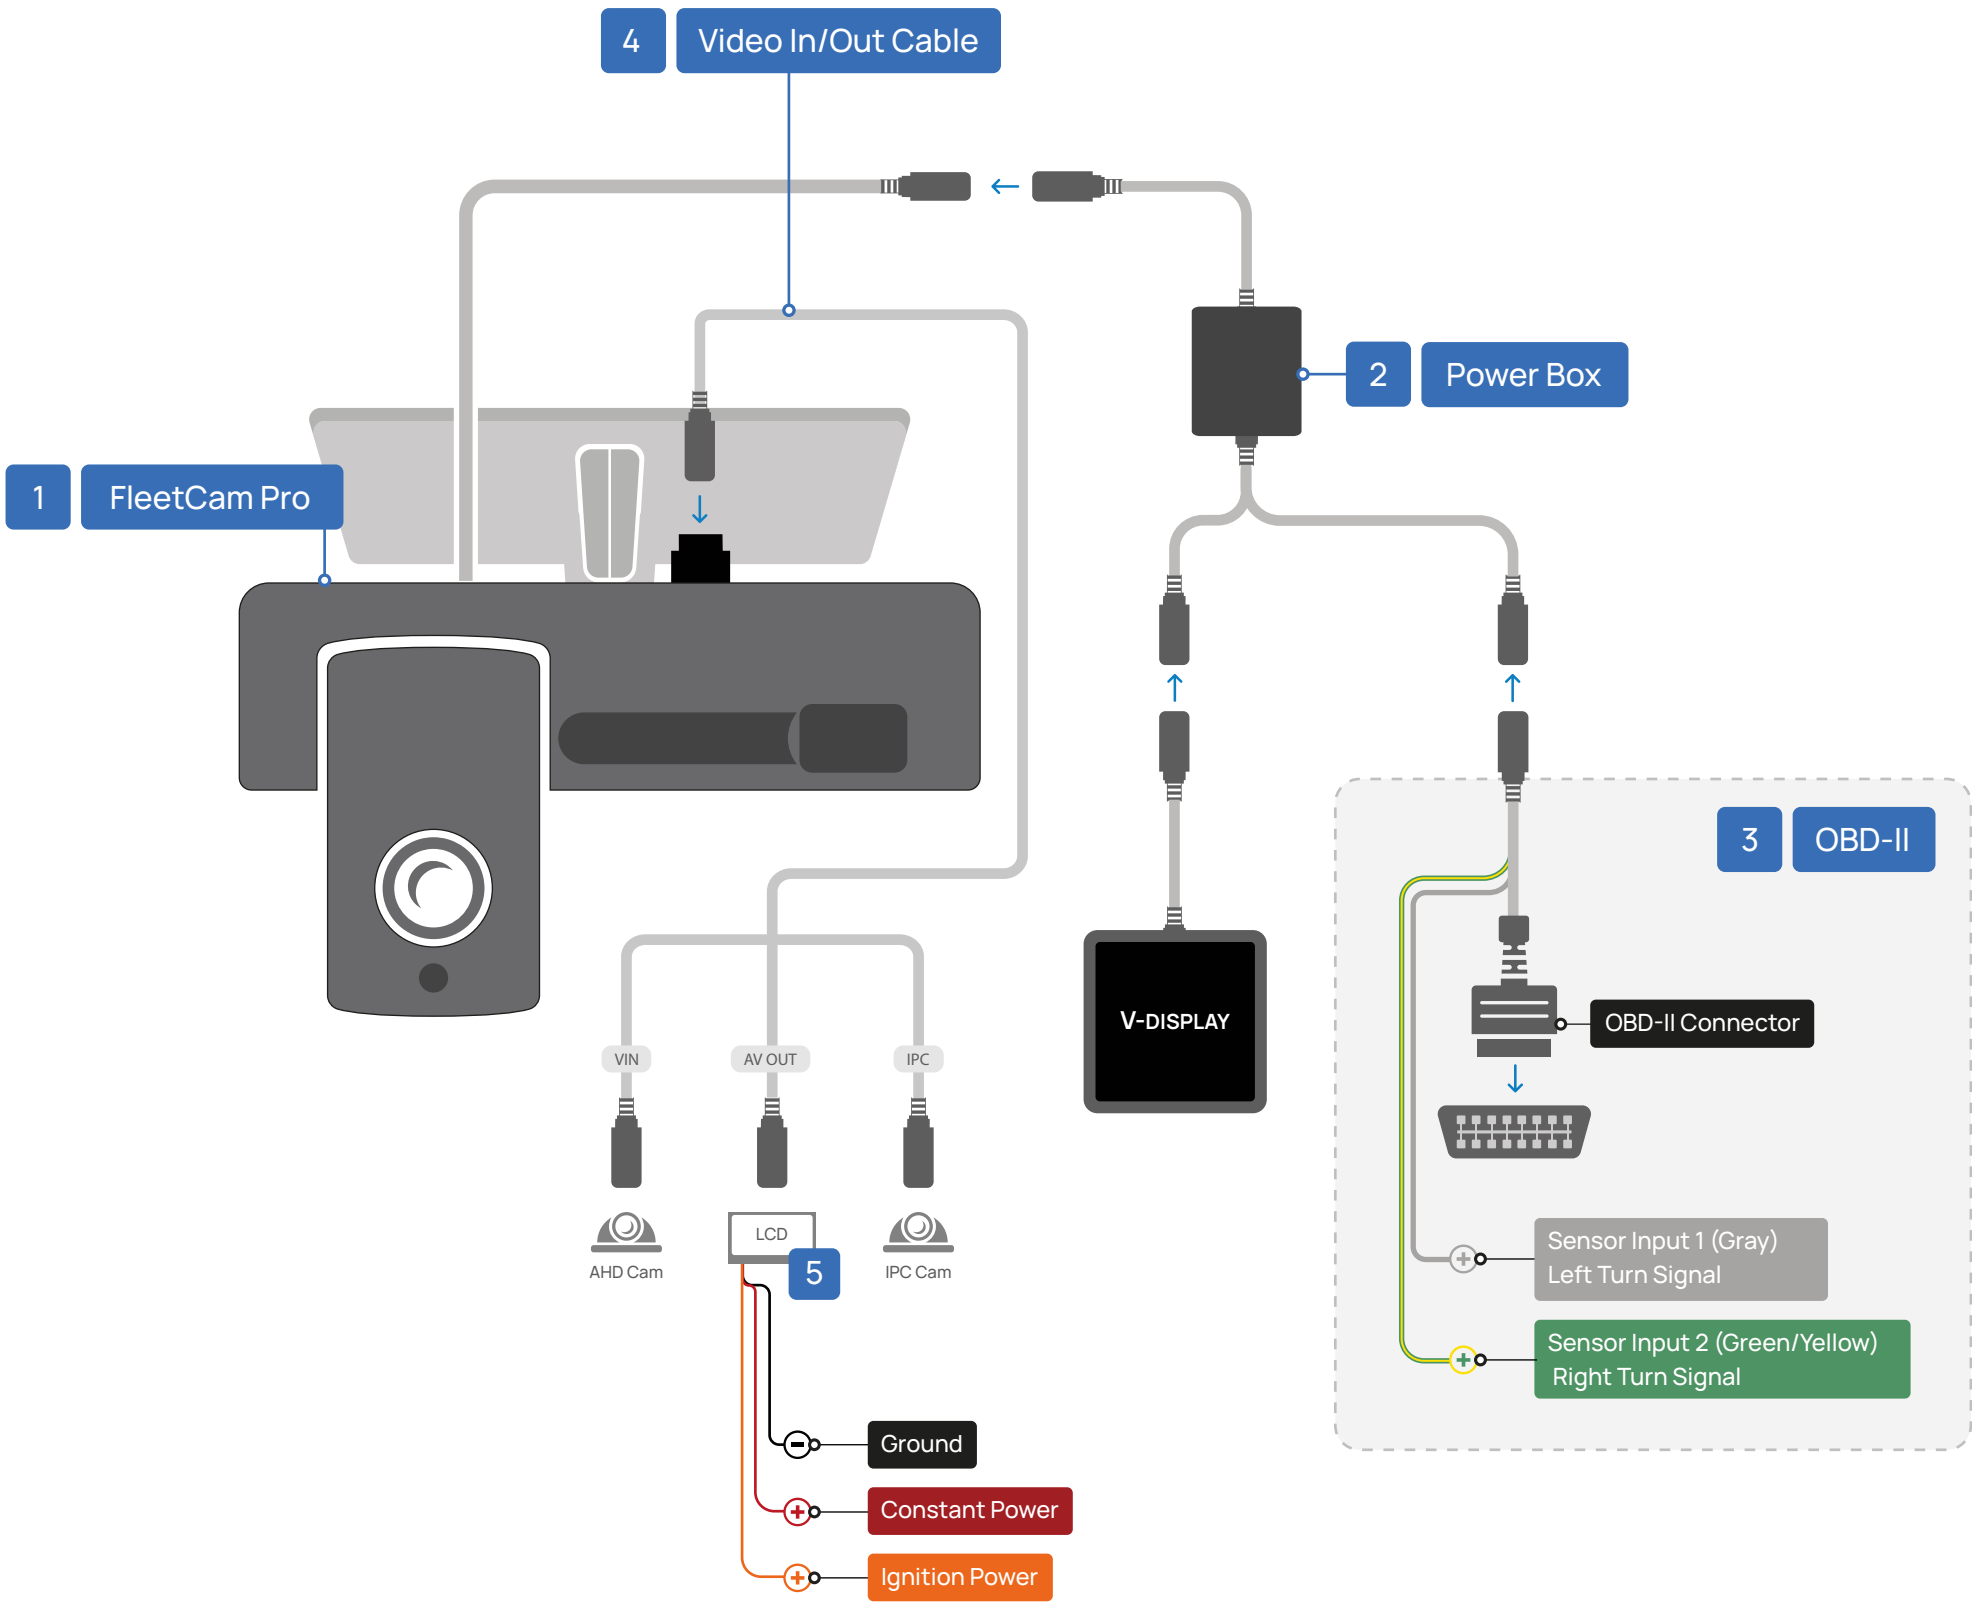 4 Video In/Out Cable
2 Power Box
1 FleetCam Pro
3 OBD-II
V-DISPLAY
OBD-II Connector
VIN
AV OUT
IPC
LCD
5
AHD Cam
IPC Cam
Sensor Input 1 (Gray)
Left Turn Signal
Sensor Input 2 (Green/Yellow)
Right Turn Signal
Ground
Constant Power
Ignition Power